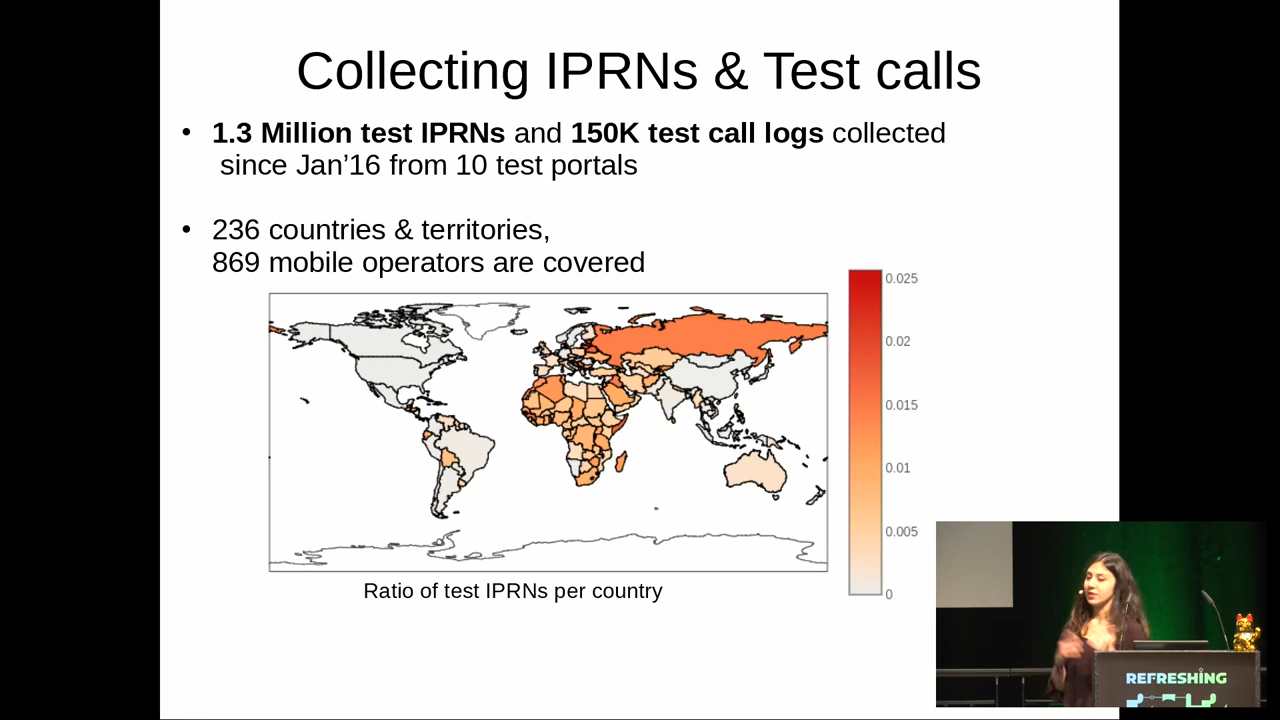 Collecting IPRNs & Test calls
• 1.3 Million test IPRNs and 150K test call logs collected
since Jan’16 from 10 test portals
• 236 countries & territories,
869 mobile operators are covered
0.025
0.02
0.015
0.01
0.005
0
Ratio of test IPRNs per country
REFRESHING